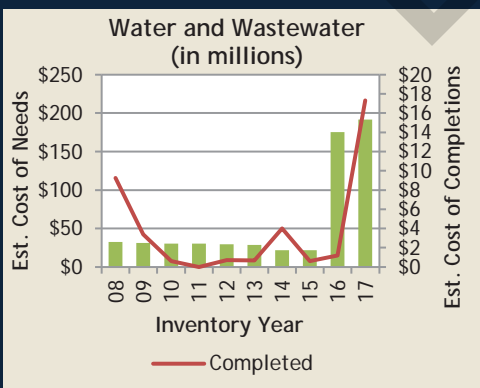 Water and Wastewater
(in millions)
Est. Cost of Needs
$250
$200
$150
$100
$50
$0
$20
$18
$16
$14
$12
$10
$8
$6
$4
$2
$0
Est. Cost of Completions
08 09 10 11 12 13 14 15 16 17
Inventory Year
Completed